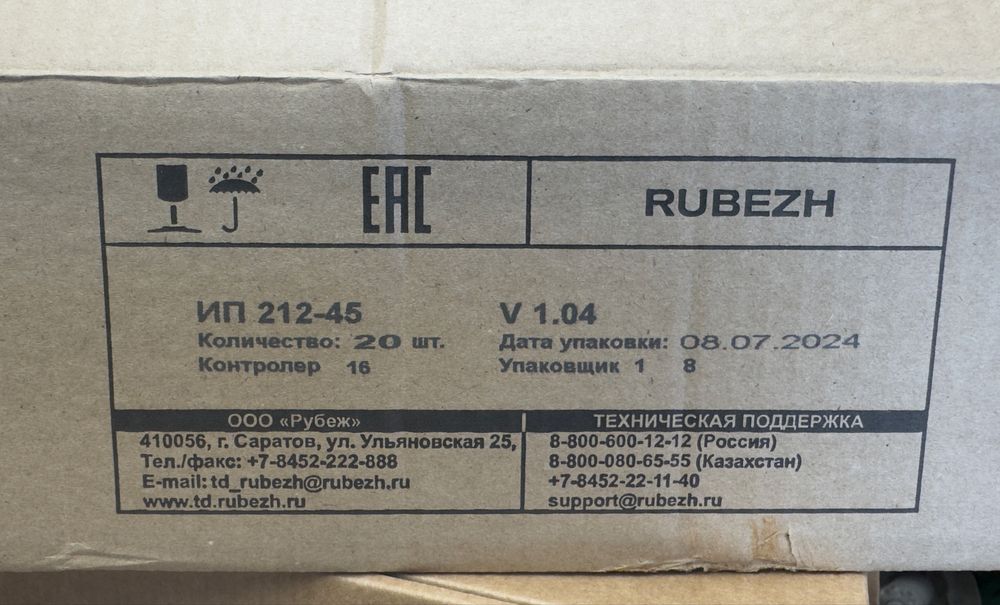 EAC
RUBEZH
ИП 212-45
V 1.04
Количество: 20 шт.
Дата упаковки: 08.07.2024
Контролер 16
Упаковщик 1 8
ООО «Рубеж»
410056, г. Саратов, ул. Ульяновская 25,
Тел./факс: +7-8452-222-888
E-mail: td_rubezh@rubezh.ru
www.td.rubezh.ru
ТЕХНИЧЕСКАЯ ПОДДЕРЖКА
8-800-600-12-12 (Россия)
8-800-080-65-55 (Казахстан)
+7-8452-22-11-40
support@rubezh.ru